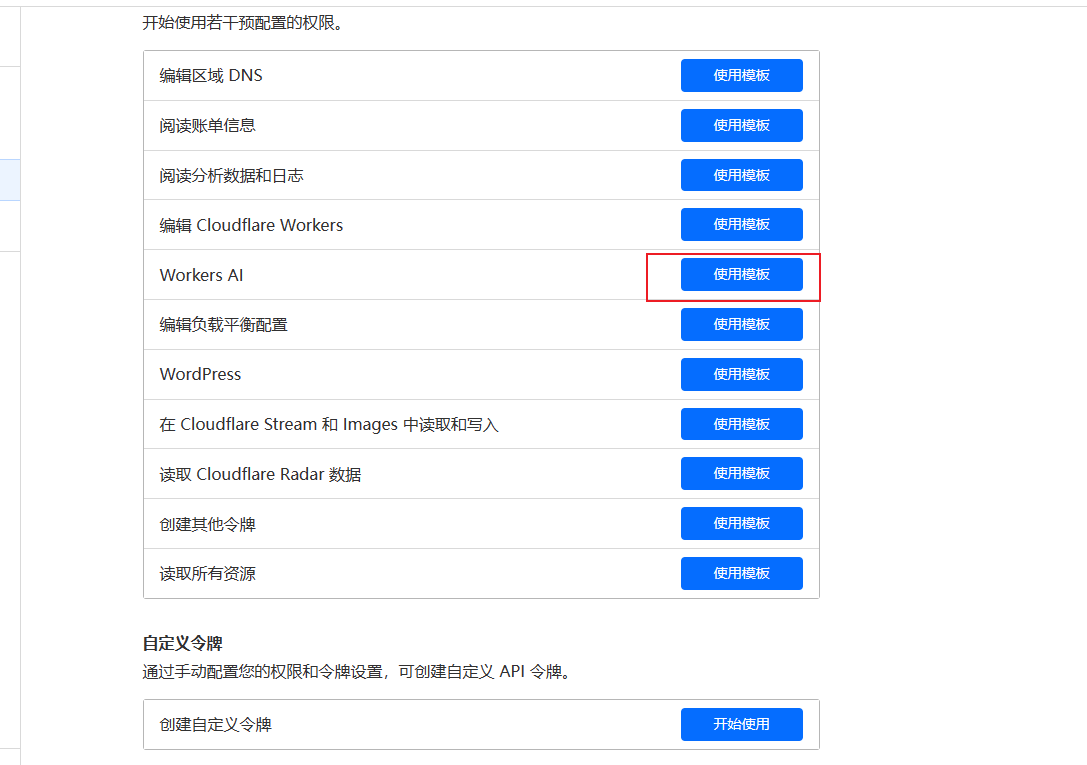 开始使用若干预配置的权限。
编辑区域 DNS 使用模板
阅读账单信息 使用模板
阅读分析数据和日志 使用模板
编辑 Cloudflare Workers 使用模板
Workers AI 使用模板
编辑负载平衡配置 使用模板
WordPress 使用模板
在 Cloudflare Stream 和 Images 中读取和写入 使用模板
读取 Cloudflare Radar 数据 使用模板
创建其他令牌 使用模板
读取所有资源 使用模板
自定义令牌
通过手动配置您的权限和令牌设置，可创建自定义 API 令牌。
创建自定义令牌 开始使用